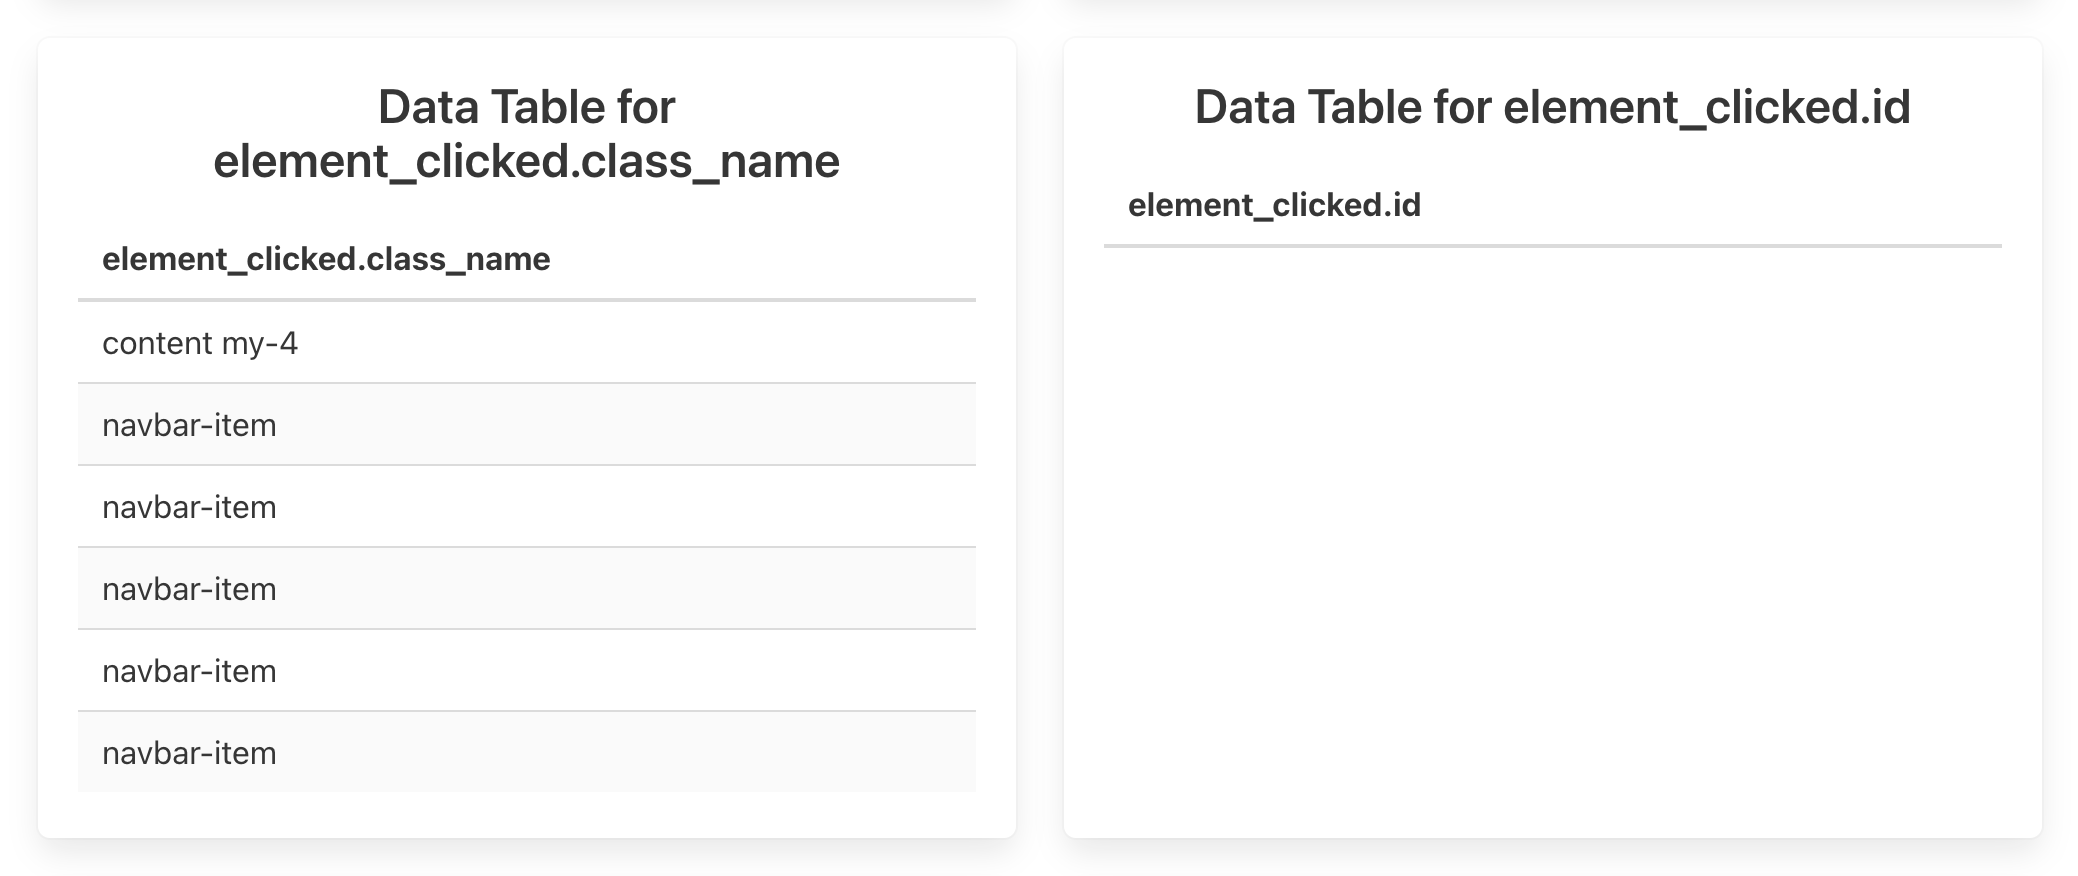 Data Table for
element_clicked.class_name
element_clicked.class_name
content my-4
navbar-item
navbar-item
navbar-item
navbar-item
navbar-item
Data Table for element_clicked.id
element_clicked.id